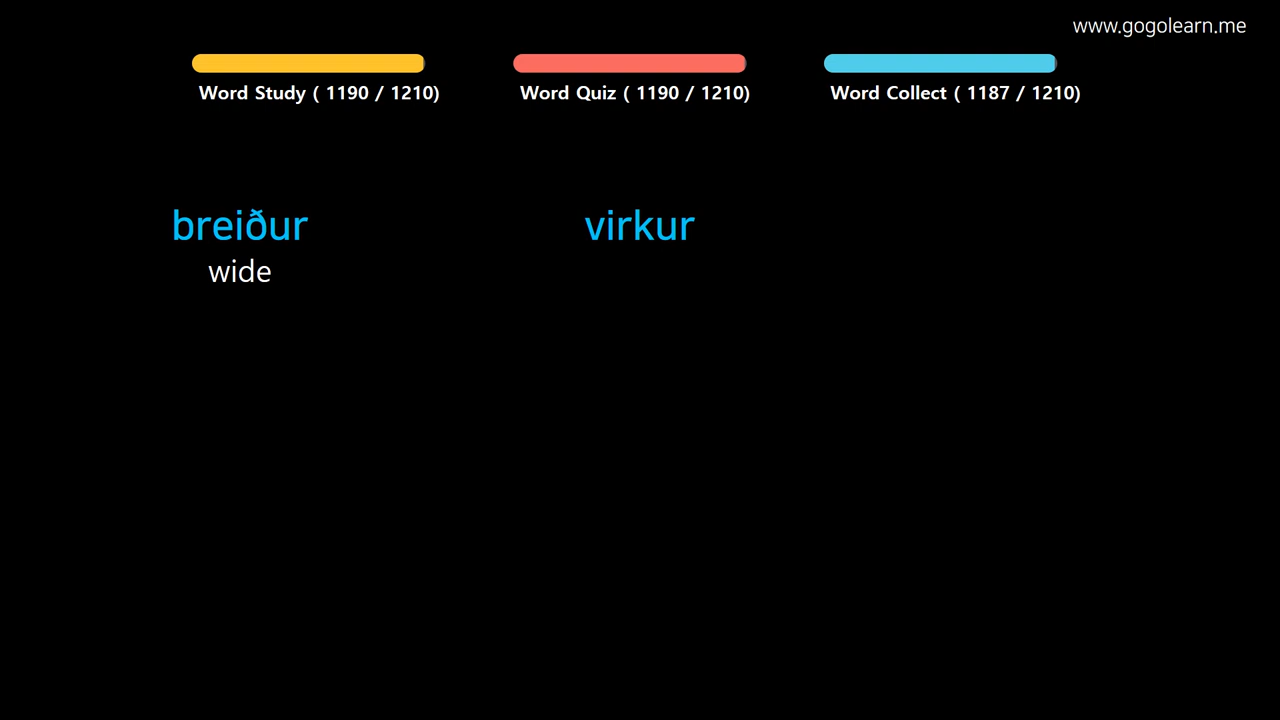 www.gogolearn.me
Word Study ( 1190 / 1210)
Word Quiz ( 1190 / 1210)
Word Collect ( 1187 / 1210)
breiður
wide
virkur